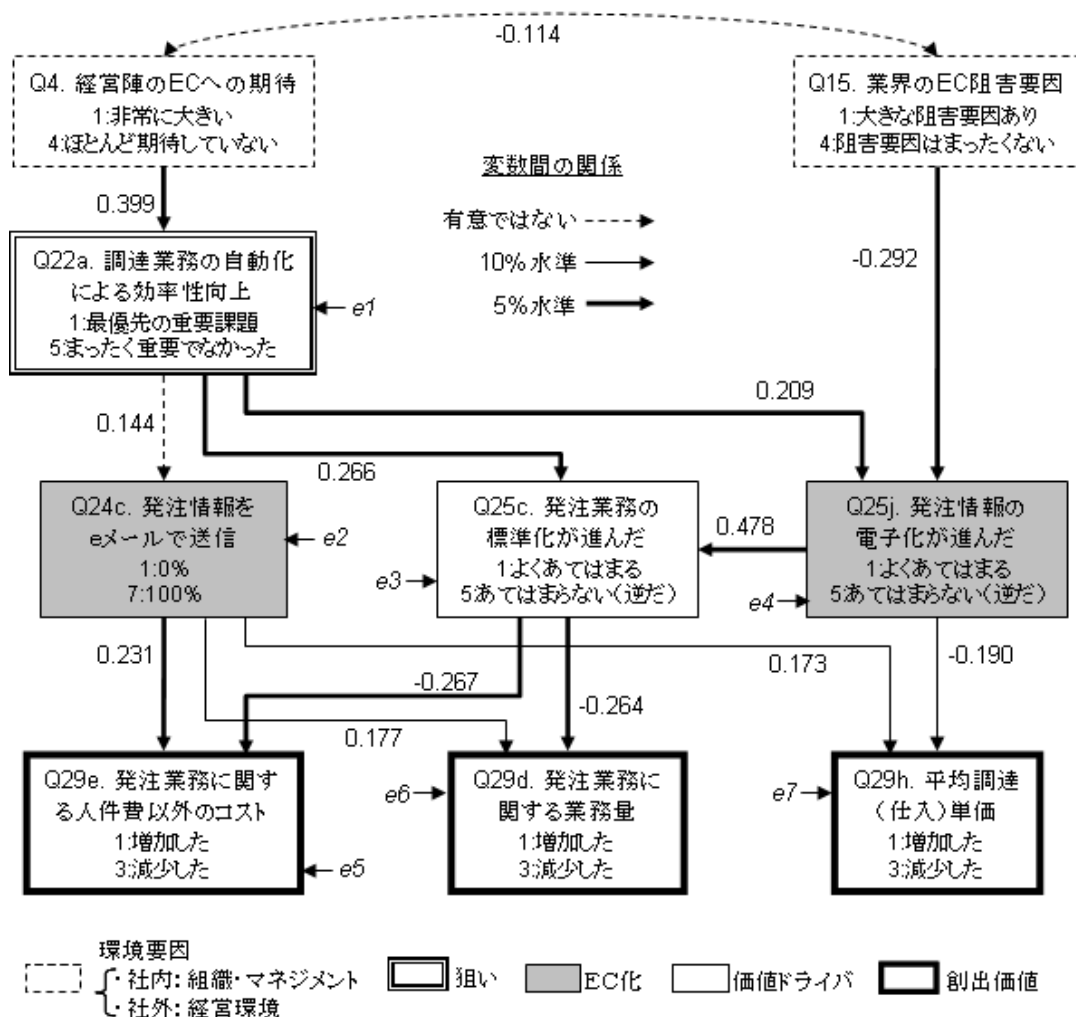 -0.114
Q4. 経営陣のECへの期待
1:非常に大きい
4:ほとんど期待していない
Q15. 業界のEC阻害要因
1:大きな阻害要因あり
4:阻害要因はまったくない
変数間の関係
有意ではない
10%水準
5%水準
0.399
-0.292
Q22a. 調達業務の自動化
による効率性向上
1:最優先の重要課題
5:まったく重要でなかった
e1
0.144
0.266
0.209
Q24c. 発注情報を
eメールで送信
1:0%
7:100%
e2
Q25c. 発注業務の
標準化が進んだ
1:よくあてはまる
5:あてはまらない(逆だ)
e3
0.478
Q25j. 発注情報の
電子化が進んだ
1:よくあてはまる
5:あてはまらない(逆だ)
e4
0.231
-0.267
0.177
-0.264
0.173
-0.190
Q29e. 発注業務に関す
る人件費以外のコスト
1:増加した
3:減少した
e5
e6
Q29d. 発注業務に
関する業務量
1:増加した
3:減少した
e7
Q29h. 平均調達
(仕入)単価
1:増加した
3:減少した
環境要因
・社内: 組織・マネジメント
・社外: 経営環境
狙い
EC化
価値ドライバ
創出価値